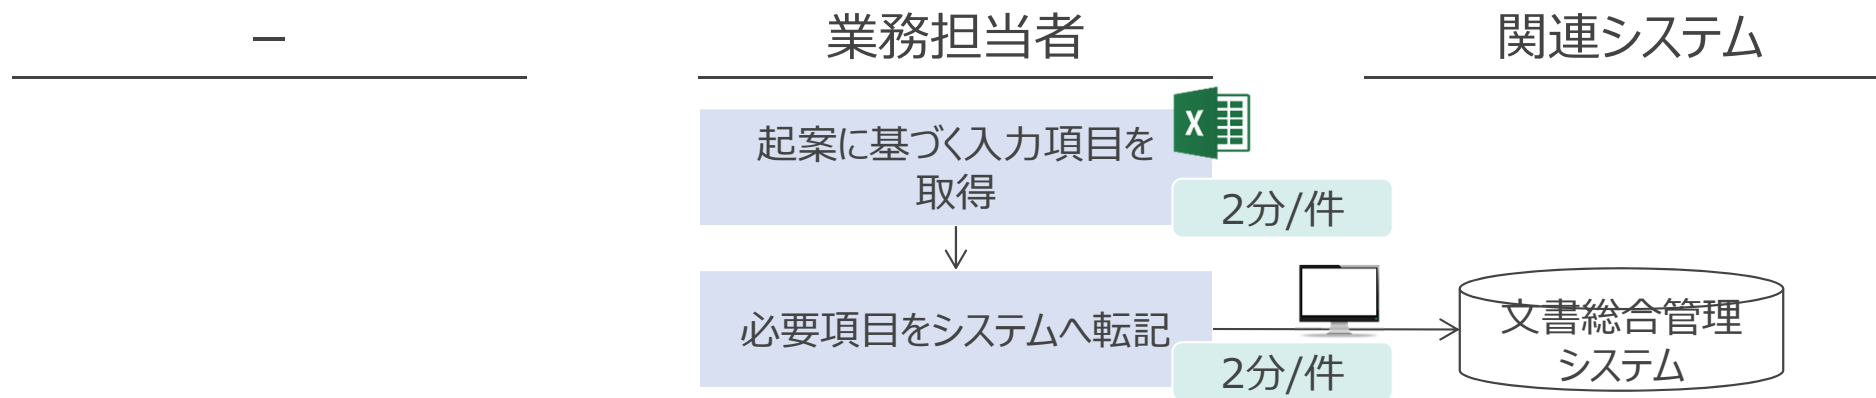 –
業務担当者
関連システム
起案に基づく入力項目を
取得
X
2分/件
必要項目をシステムへ転記
2分/件
文書総合管理
システム